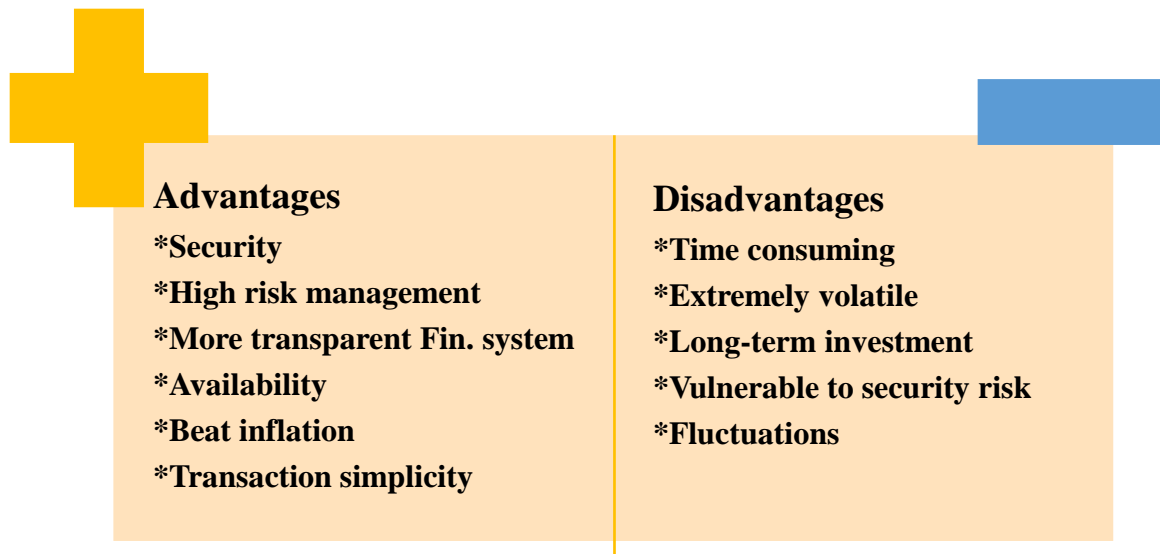 Advantages
*Security
*High risk management
*More transparent Fin. system
*Availability
*Beat inflation
*Transaction simplicity
Disadvantages
*Time consuming
*Extremely volatile
*Long-term investment
*Vulnerable to security risk
*Fluctuations